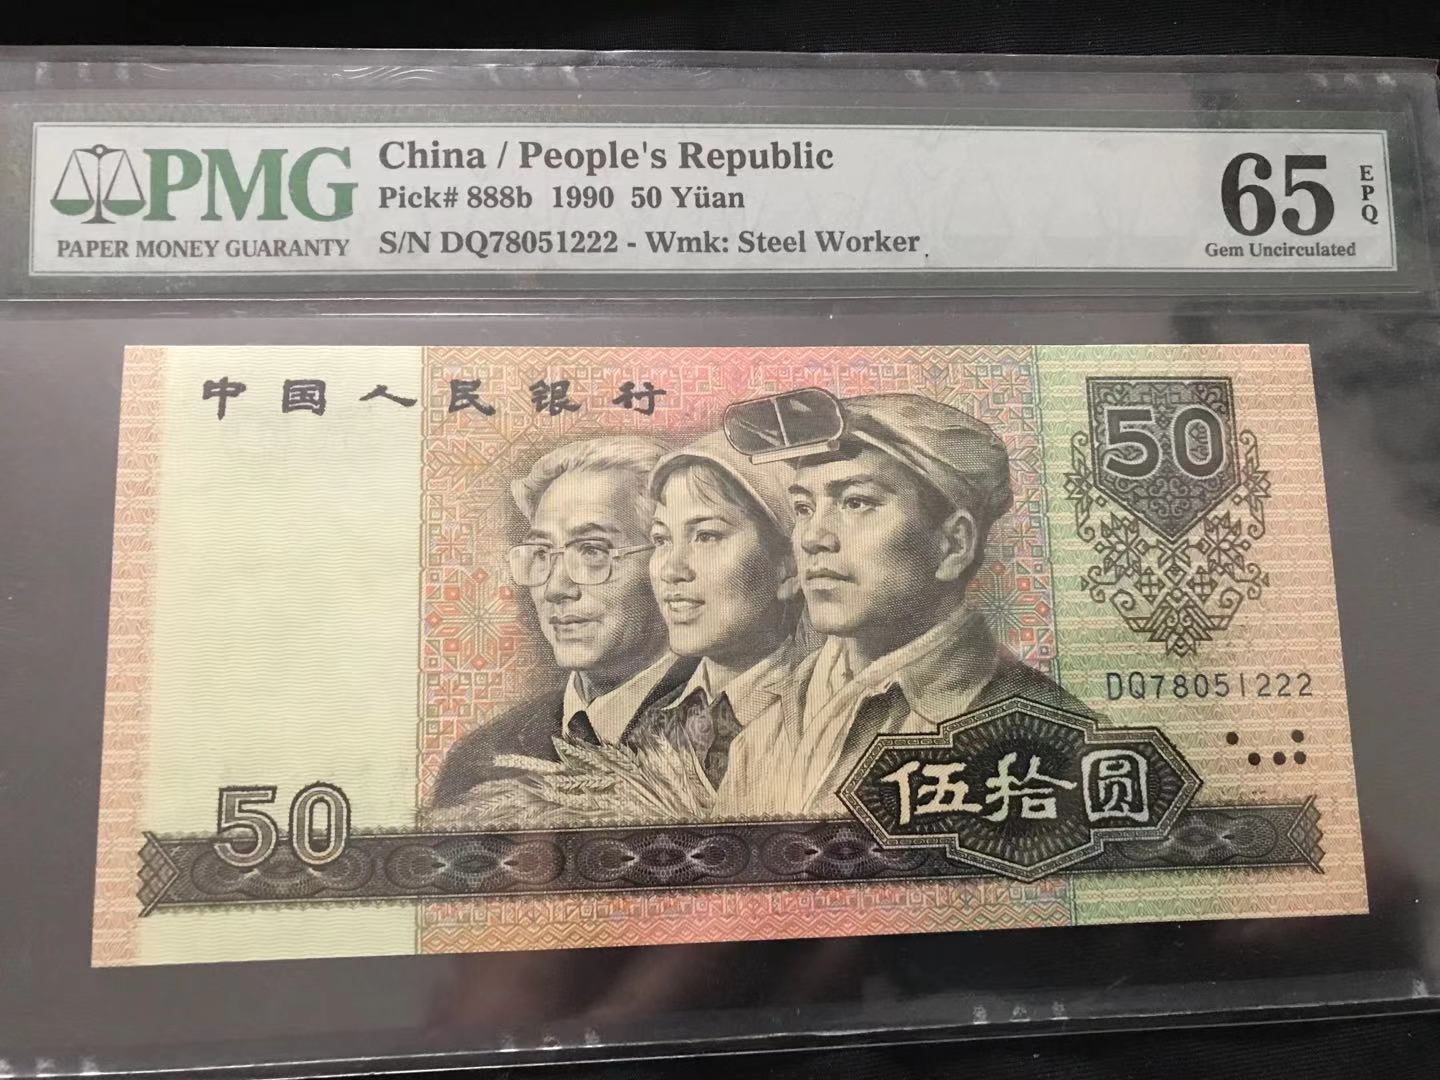 PMG
PAPER MONEY GUARANTY
China / People's Republic
Pick# 888b 1990 50 Yüan
S/N DQ78051222 - Wmk: Steel Worker
65 EPQ
Gem Uncirculated
中国人民银行
50
DQ78051222
伍拾圆
50